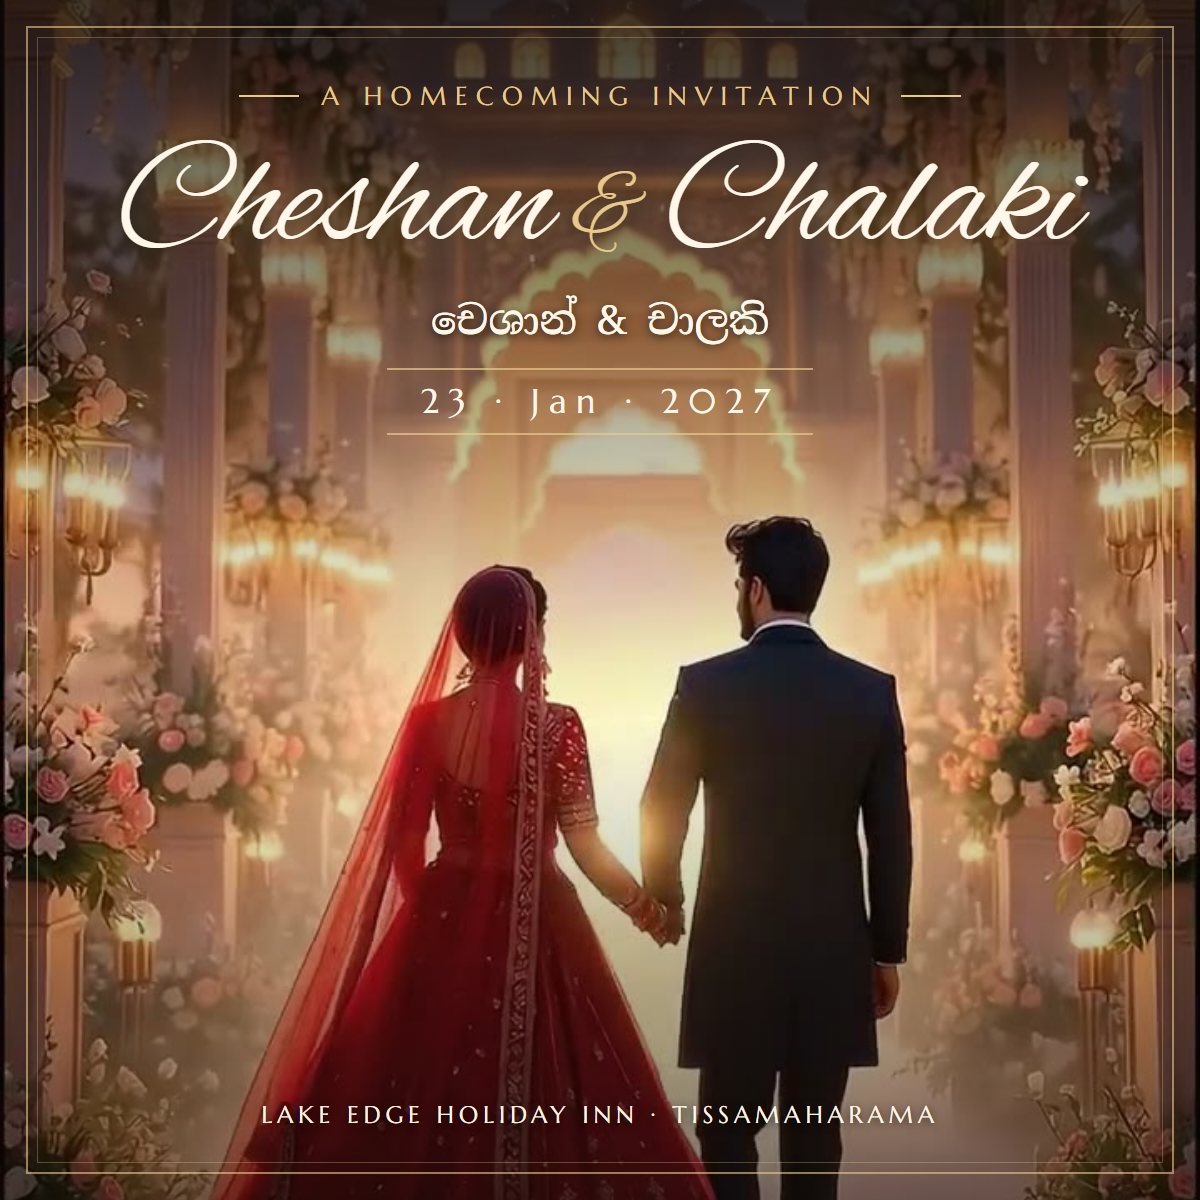 A HOMECOMING INVITATION
Cheshan & Chalaki
චෙශාන් & චාලකි
23 · Jan · 2027
LAKE EDGE HOLIDAY INN · TISSAMAHARAMA